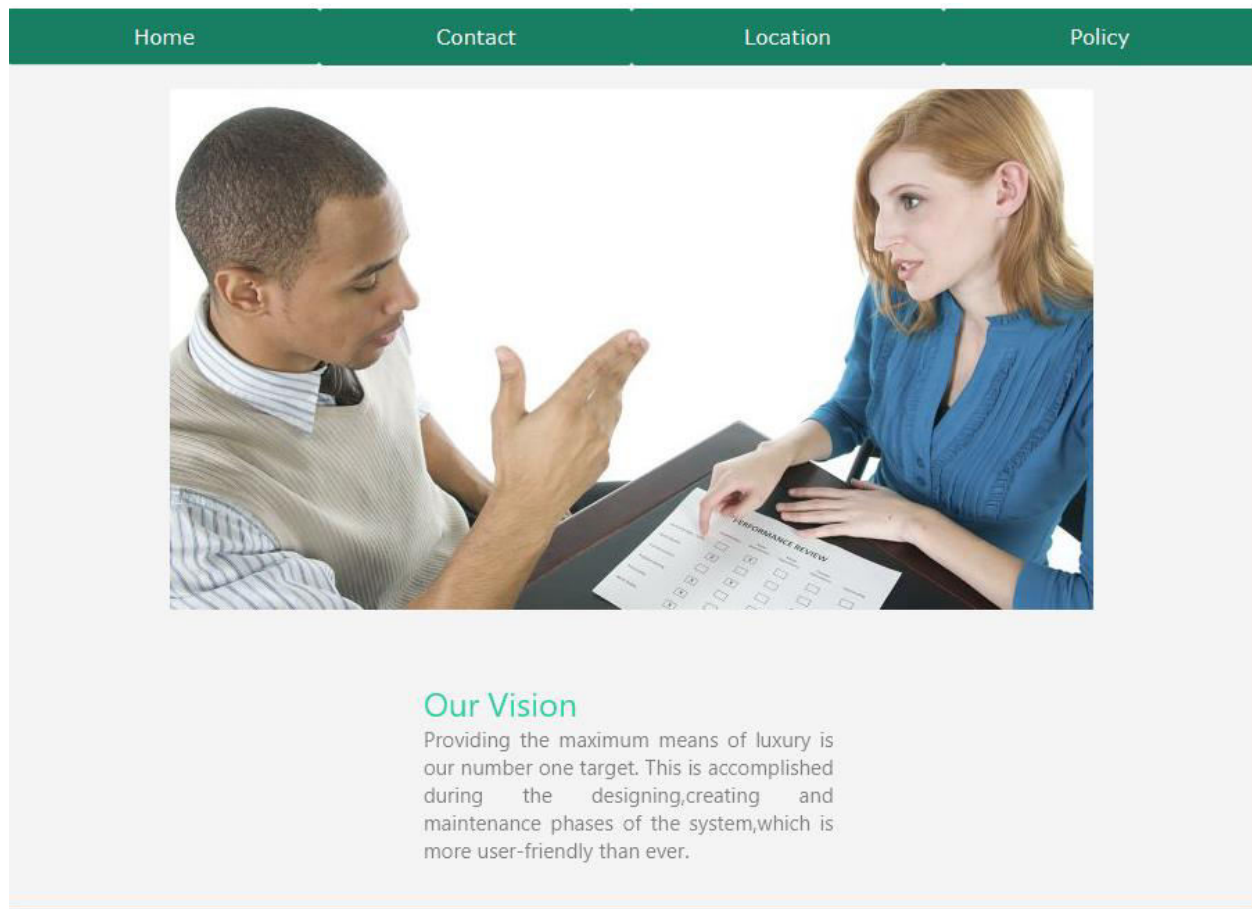 Home Contact Location Policy
PERFORMANCE REVIEW
Our Vision
Providing the maximum means of luxury is
our number one target. This is accomplished
during the designing,creating and
maintenance phases of the system,which is
more user-friendly than ever.